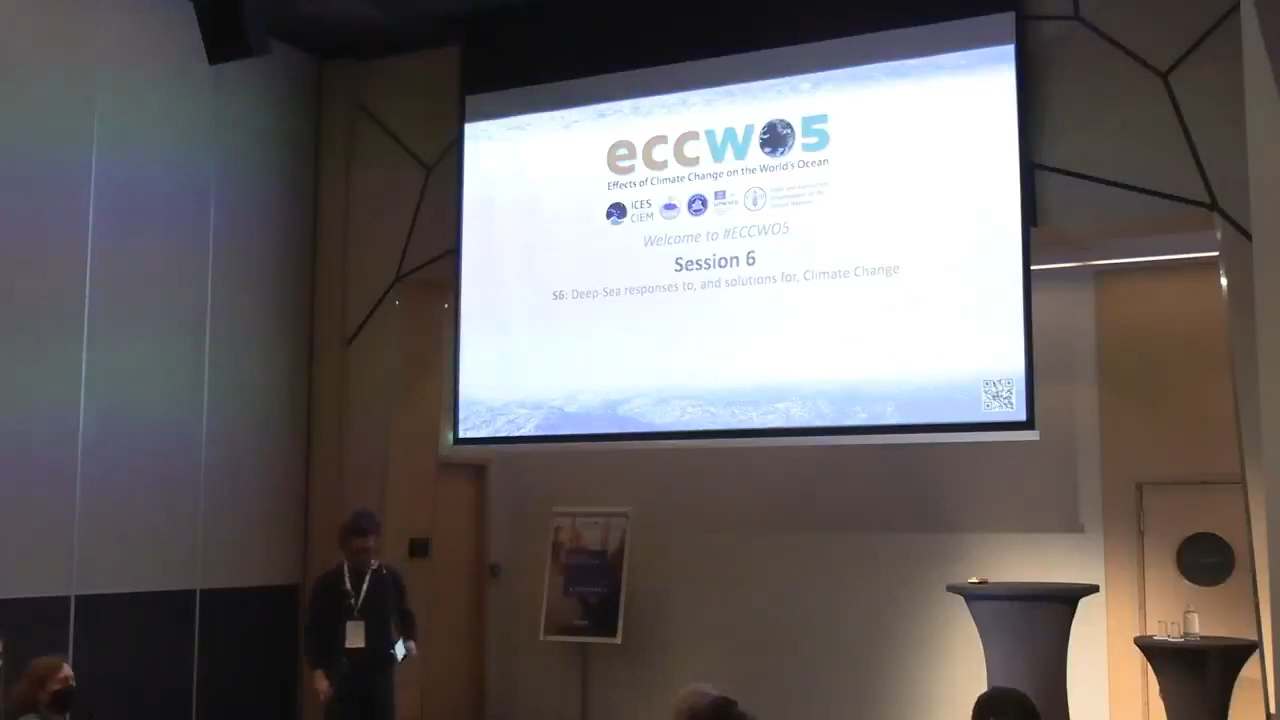 eccwo5
Effects of Climate Change on the World's Ocean
ICES
CIEM
Welcome to #ECCWO5
Session 6
S6: Deep-Sea responses to, and solutions for, Climate Change